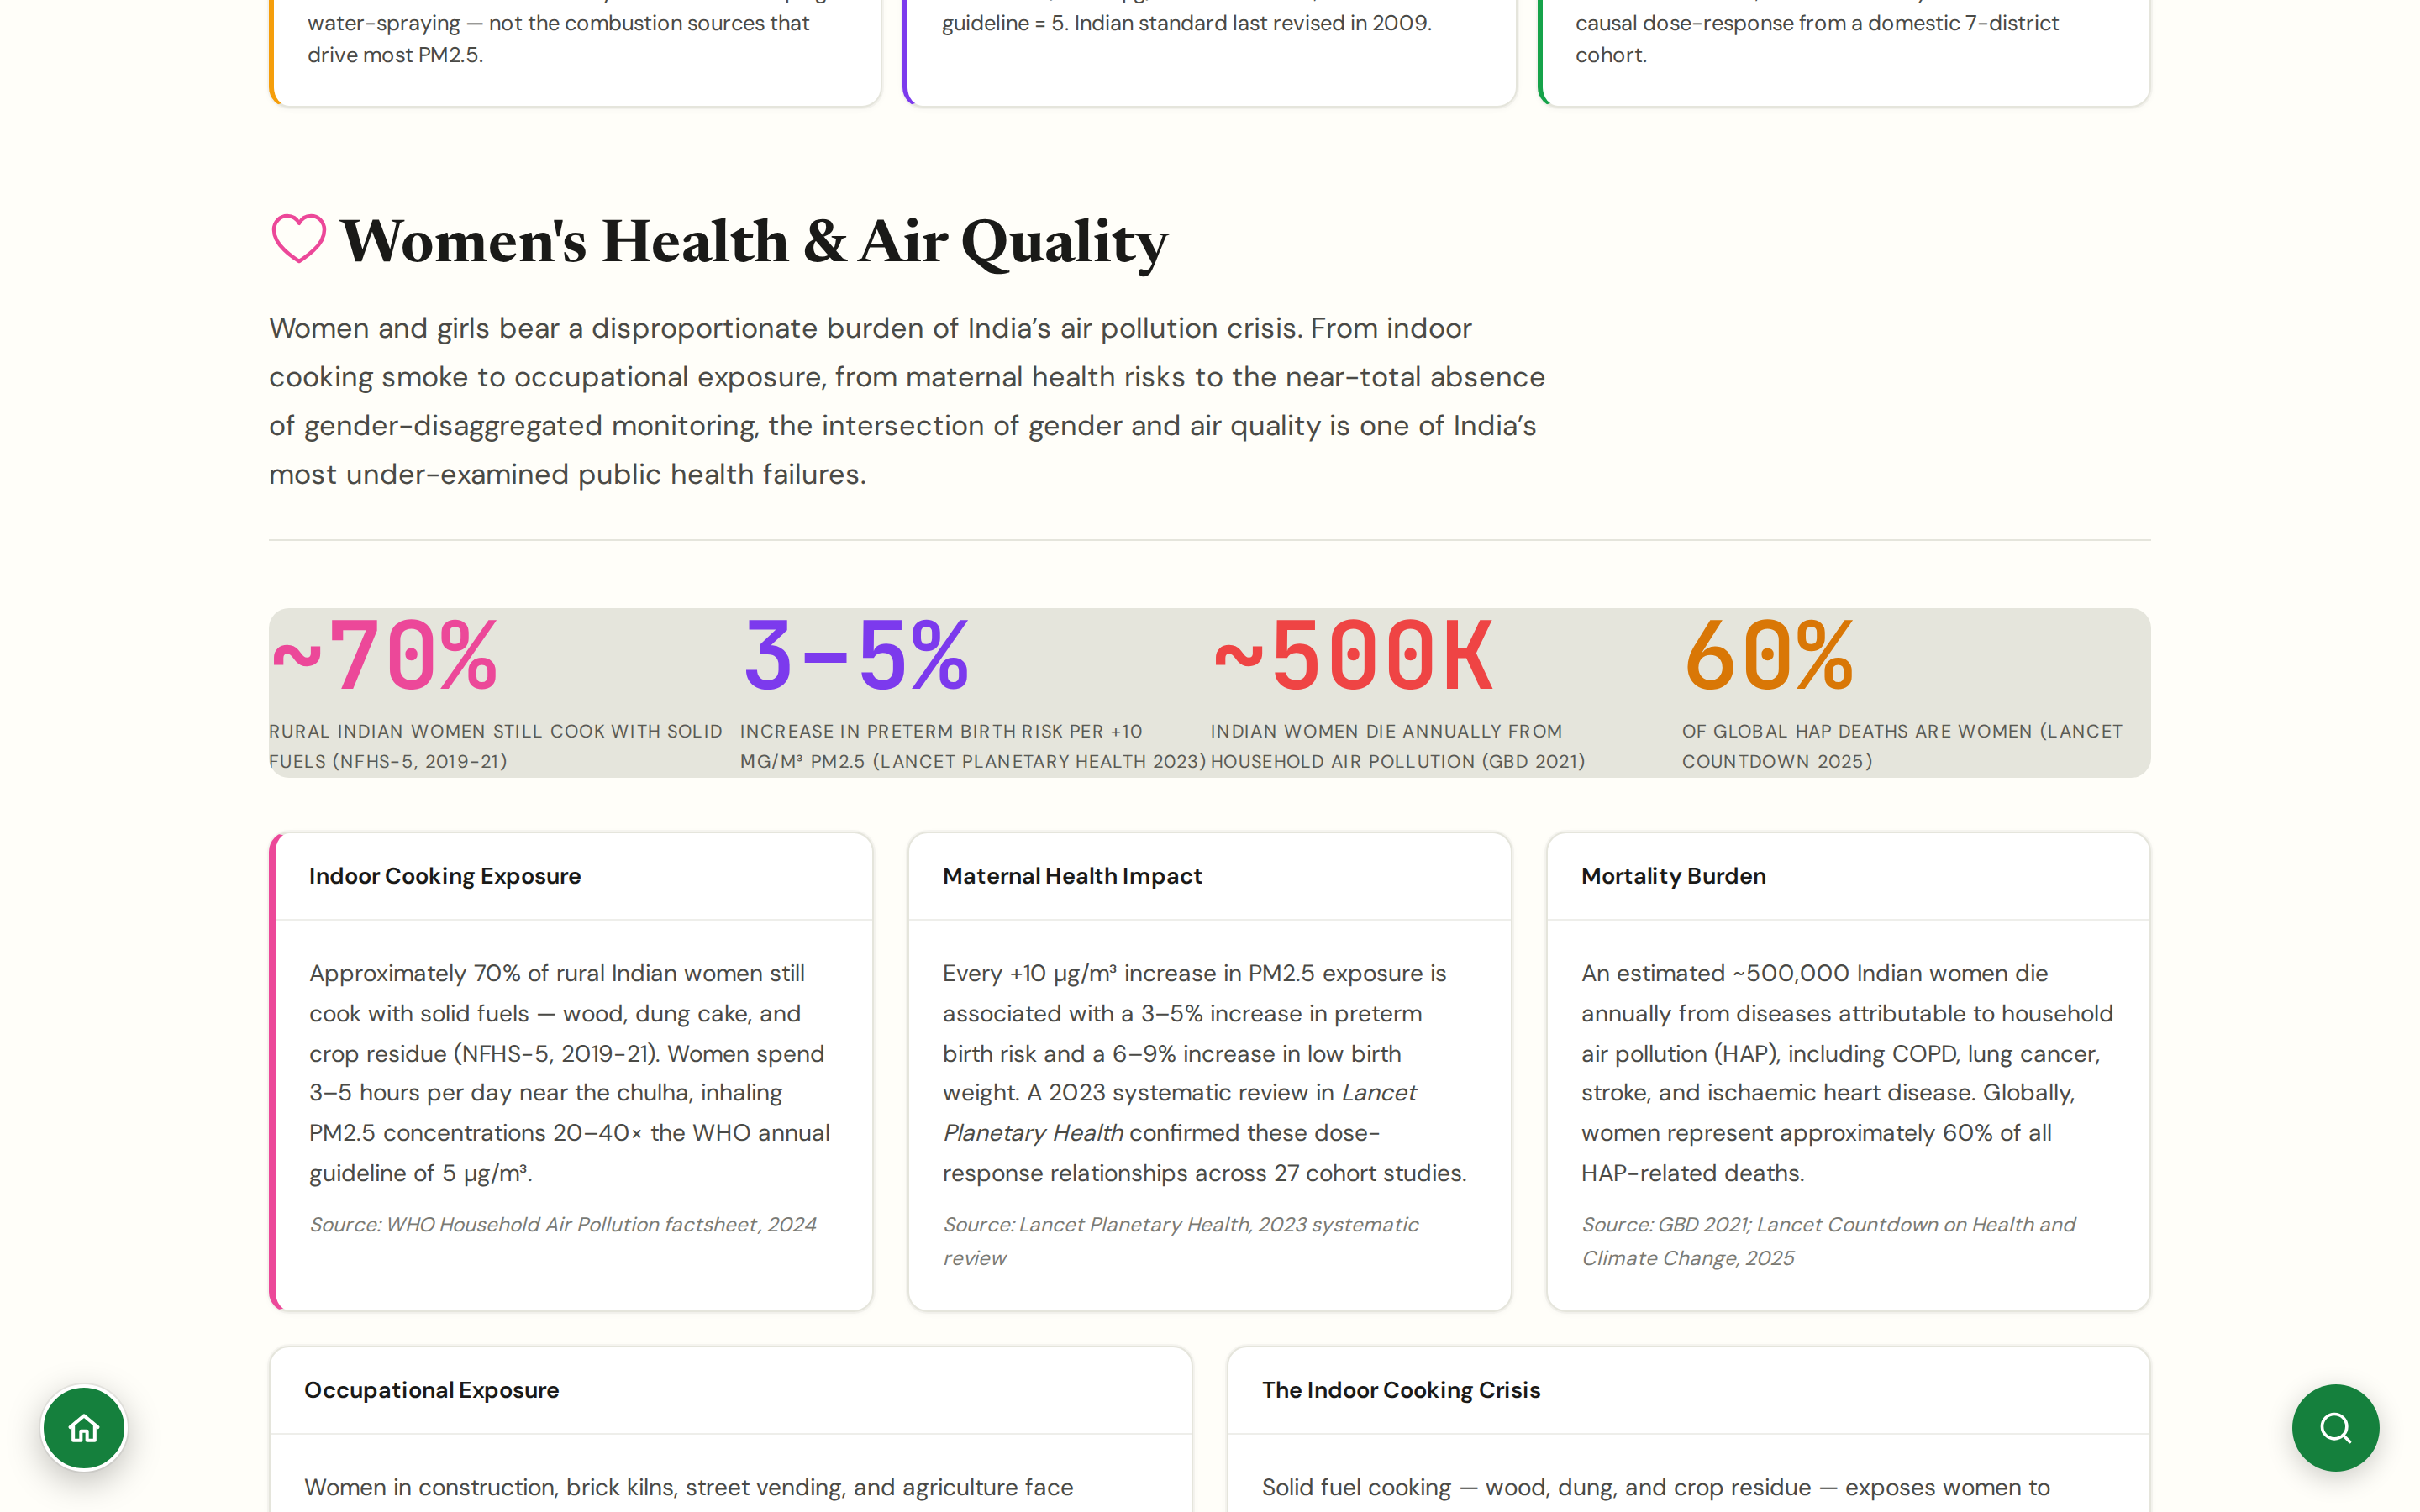 water-spraying — not the combustion sources that
drive most PM2.5.
guideline = 5. Indian standard last revised in 2009.
causal dose-response from a domestic 7-district
cohort.
Women's Health & Air Quality
Women and girls bear a disproportionate burden of India’s air pollution crisis. From indoor
cooking smoke to occupational exposure, from maternal health risks to the near-total absence
of gender-disaggregated monitoring, the intersection of gender and air quality is one of India’s
most under-examined public health failures.
~70%
RURAL INDIAN WOMEN STILL COOK WITH SOLID
FUELS (NFHS-5, 2019-21)
3–5%
INCREASE IN PRETERM BIRTH RISK PER +10
ΜG/M³ PM2.5 (LANCET PLANETARY HEALTH 2023)
~500K
INDIAN WOMEN DIE ANNUALLY FROM
HOUSEHOLD AIR POLLUTION (GBD 2021)
60%
OF GLOBAL HAP DEATHS ARE WOMEN (LANCET
COUNTDOWN 2025)
Indoor Cooking Exposure
Approximately 70% of rural Indian women still
cook with solid fuels — wood, dung cake, and
crop residue (NFHS-5, 2019-21). Women spend
3–5 hours per day near the chulha, inhaling
PM2.5 concentrations 20–40× the WHO annual
guideline of 5 µg/m³.
Source: WHO Household Air Pollution factsheet, 2024
Maternal Health Impact
Every +10 µg/m³ increase in PM2.5 exposure is
associated with a 3–5% increase in preterm
birth risk and a 6–9% increase in low birth
weight. A 2023 systematic review in Lancet
Planetary Health confirmed these dose-
response relationships across 27 cohort studies.
Source: Lancet Planetary Health, 2023 systematic
review
Mortality Burden
An estimated ~500,000 Indian women die
annually from diseases attributable to household
air pollution (HAP), including COPD, lung cancer,
stroke, and ischaemic heart disease. Globally,
women represent approximately 60% of all
HAP-related deaths.
Source: GBD 2021; Lancet Countdown on Health and
Climate Change, 2025
Occupational Exposure
Women in construction, brick kilns, street vending, and agriculture face
The Indoor Cooking Crisis
Solid fuel cooking — wood, dung, and crop residue — exposes women to